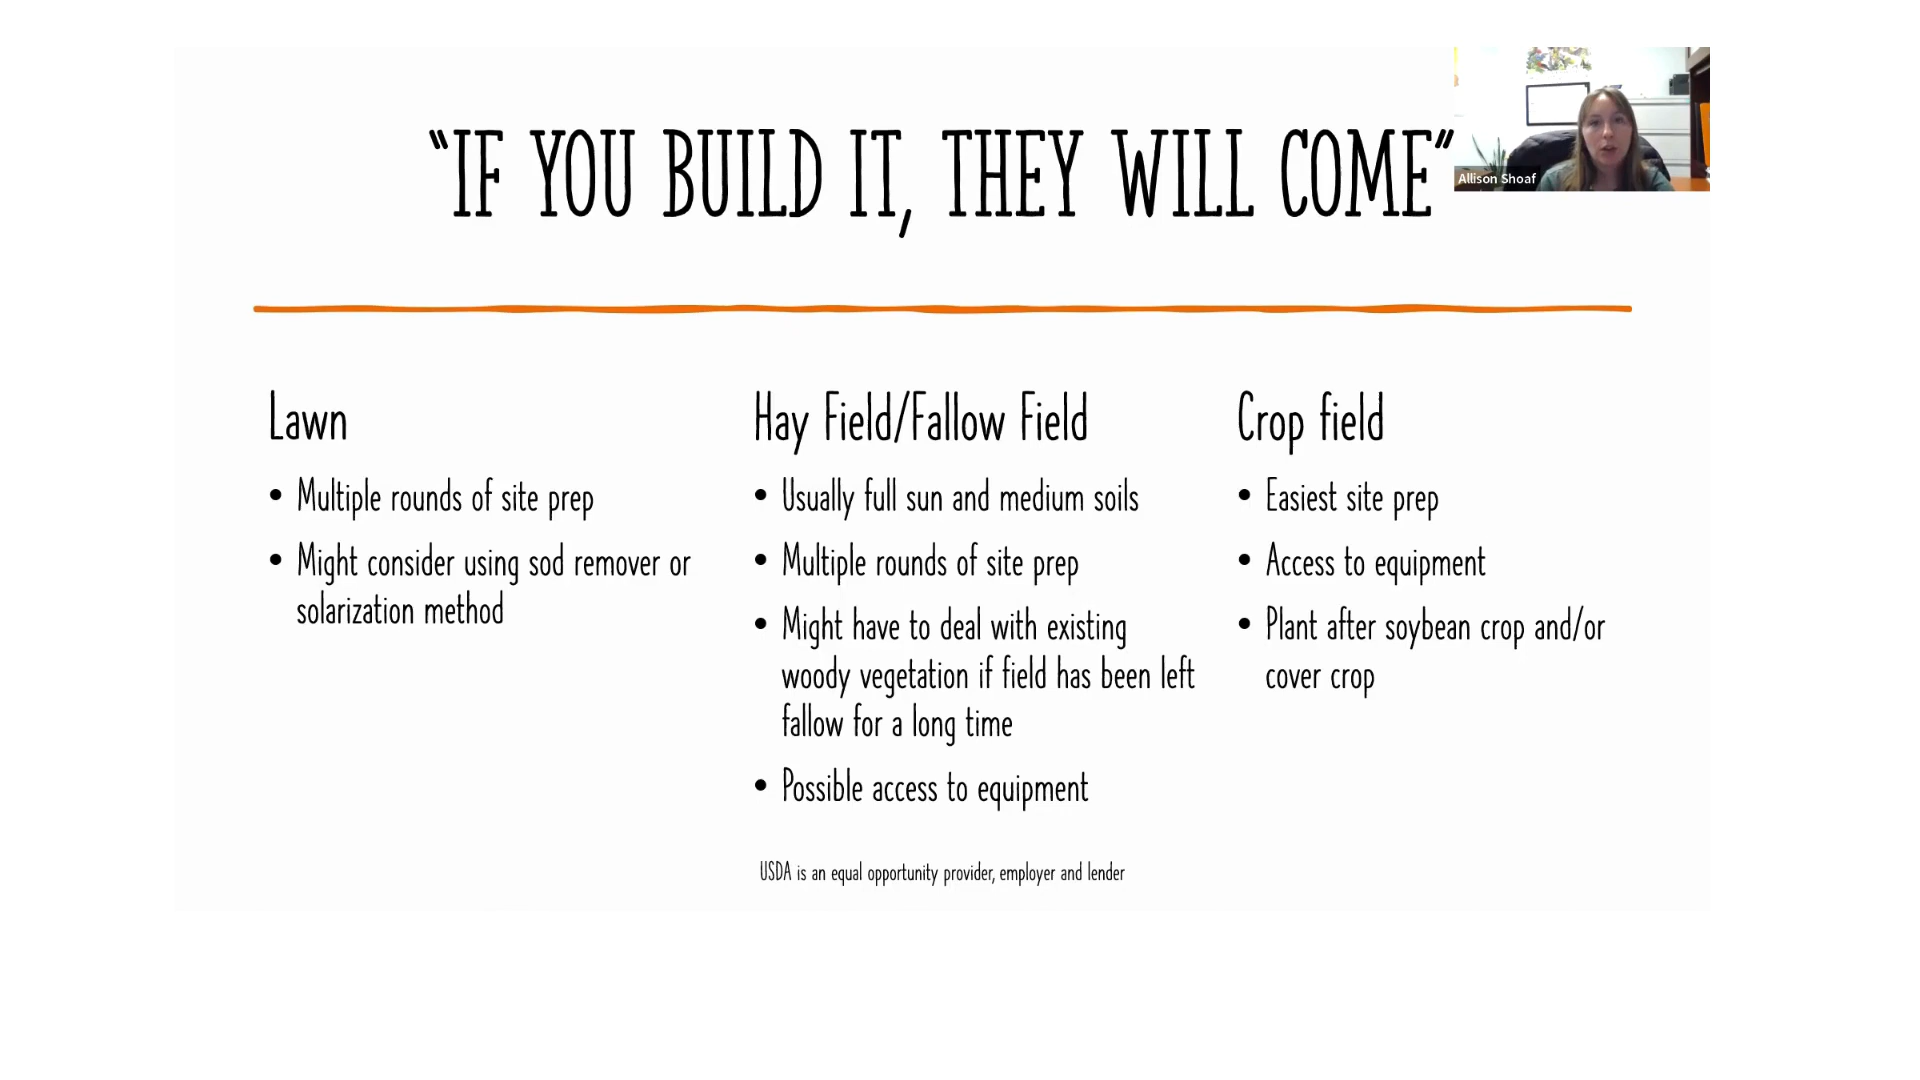 “IF YOU BUILD IT, THEY WILL COME”
Allison Shoaf
Lawn
• Multiple rounds of site prep
• Might consider using sod remover or
solarization method
Hay Field/Fallow Field
• Usually full sun and medium soils
• Multiple rounds of site prep
• Might have to deal with existing
woody vegetation if field has been left
fallow for a long time
• Possible access to equipment
Crop field
• Easiest site prep
• Access to equipment
• Plant after soybean crop and/or
cover crop
USDA is an equal opportunity provider, employer and lender